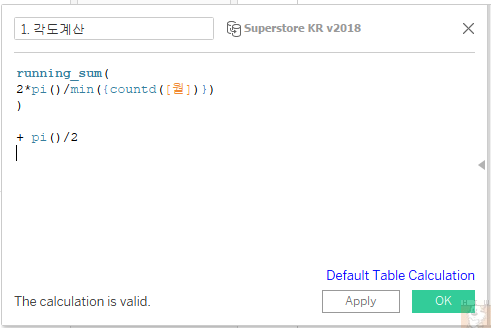 1. 각도계산
Superstore KR v2018
running_sum(
2*pi()/min({countd([월])})
)
+ pi()/2
Default Table Calculation
The calculation is valid.
Apply
OK